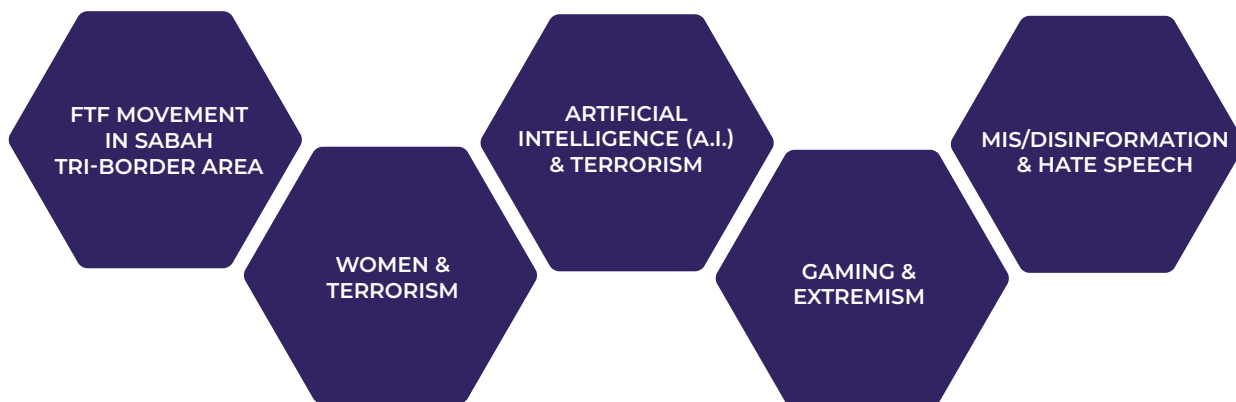 FTF MOVEMENT
IN SABAH
TRI-BORDER AREA
WOMEN &
TERRORISM
ARTIFICIAL
INTELLIGENCE (A.I.)
& TERRORISM
GAMING &
EXTREMISM
MIS/DISINFORMATION
& HATE SPEECH